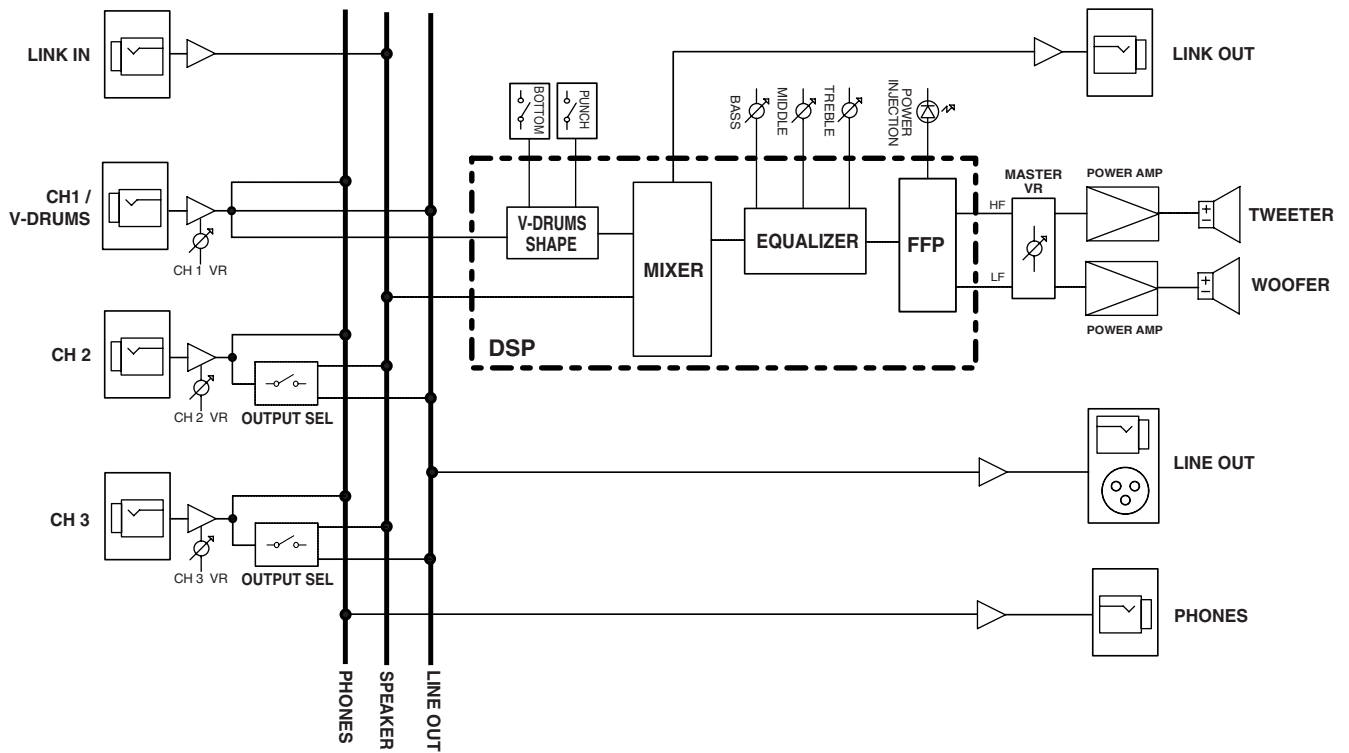 LINK IN
LINK OUT
BOTTOM
PUNCH
BASS
MIDDLE
TREBLE
POWER
INJECTION
CH1 /
V-DRUMS
CH 1 VR
V-DRUMS
SHAPE
MIXER
EQUALIZER
FFP
HF
LF
MASTER
VR
POWER AMP
TWEETER
WOOFER
POWER AMP
DSP
CH 2
CH 2 VR
OUTPUT SEL
LINE OUT
CH 3
CH 3 VR
OUTPUT SEL
PHONES
PHONES
SPEAKER
LINE OUT
+
−
+
−